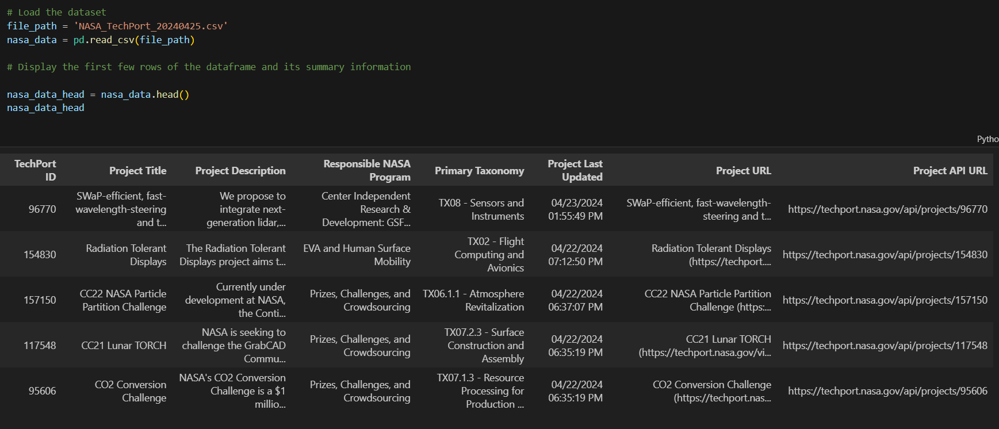 # Load the dataset
file_path = 'NASA_TechPort_20240425.csv'
nasa_data = pd.read_csv(file_path)
# Display the first few rows of the dataframe and its summary information
nasa_data_head = nasa_data.head()
nasa_data_head
Pytho
TechPort
ID
Project Title
Project Description
Responsible NASA
Program
Primary Taxonomy
Project Last
Updated
Project URL
Project API URL
96770
SWaP-efficient, fast-
wavelength-steering
and t...
We propose to
integrate next-
generation lidar,...
Center Independent
Research &
Development: GSF...
TX08 - Sensors and
Instruments
04/23/2024
01:55:49 PM
SWaP-efficient, fast-wavelength-
steering and t...
https://techport.nasa.gov/api/projects/96770
154830
Radiation Tolerant
Displays
The Radiation Tolerant
Displays project aims t...
EVA and Human Surface
Mobility
TX02 - Flight
Computing and
Avionics
04/22/2024
07:12:50 PM
Radiation Tolerant Displays
(https://techport....
https://techport.nasa.gov/api/projects/154830
157150
CC22 NASA Particle
Partition Challenge
Currently under
development at NASA,
the Conti...
Prizes, Challenges, and
Crowdsourcing
TX06.1.1 - Atmosphere
Revitalization
04/22/2024
06:37:07 PM
CC22 NASA Particle Partition
Challenge (https:...
https://techport.nasa.gov/api/projects/157150
117548
CC21 Lunar TORCH
NASA is seeking to
challenge the GrabCAD
Commu...
Prizes, Challenges, and
Crowdsourcing
TX07.2.3 - Surface
Construction and
Assembly
04/22/2024
06:35:19 PM
CC21 Lunar TORCH
(https://techport.nasa.gov/vi...
https://techport.nasa.gov/api/projects/117548
95606
CO2 Conversion
Challenge
NASA's CO2 Conversion
Challenge is a $1
millio...
Prizes, Challenges, and
Crowdsourcing
TX07.1.3 - Resource
Processing for
Production ...
04/22/2024
06:35:19 PM
CO2 Conversion Challenge
(https://techport.nas...
https://techport.nasa.gov/api/projects/95606